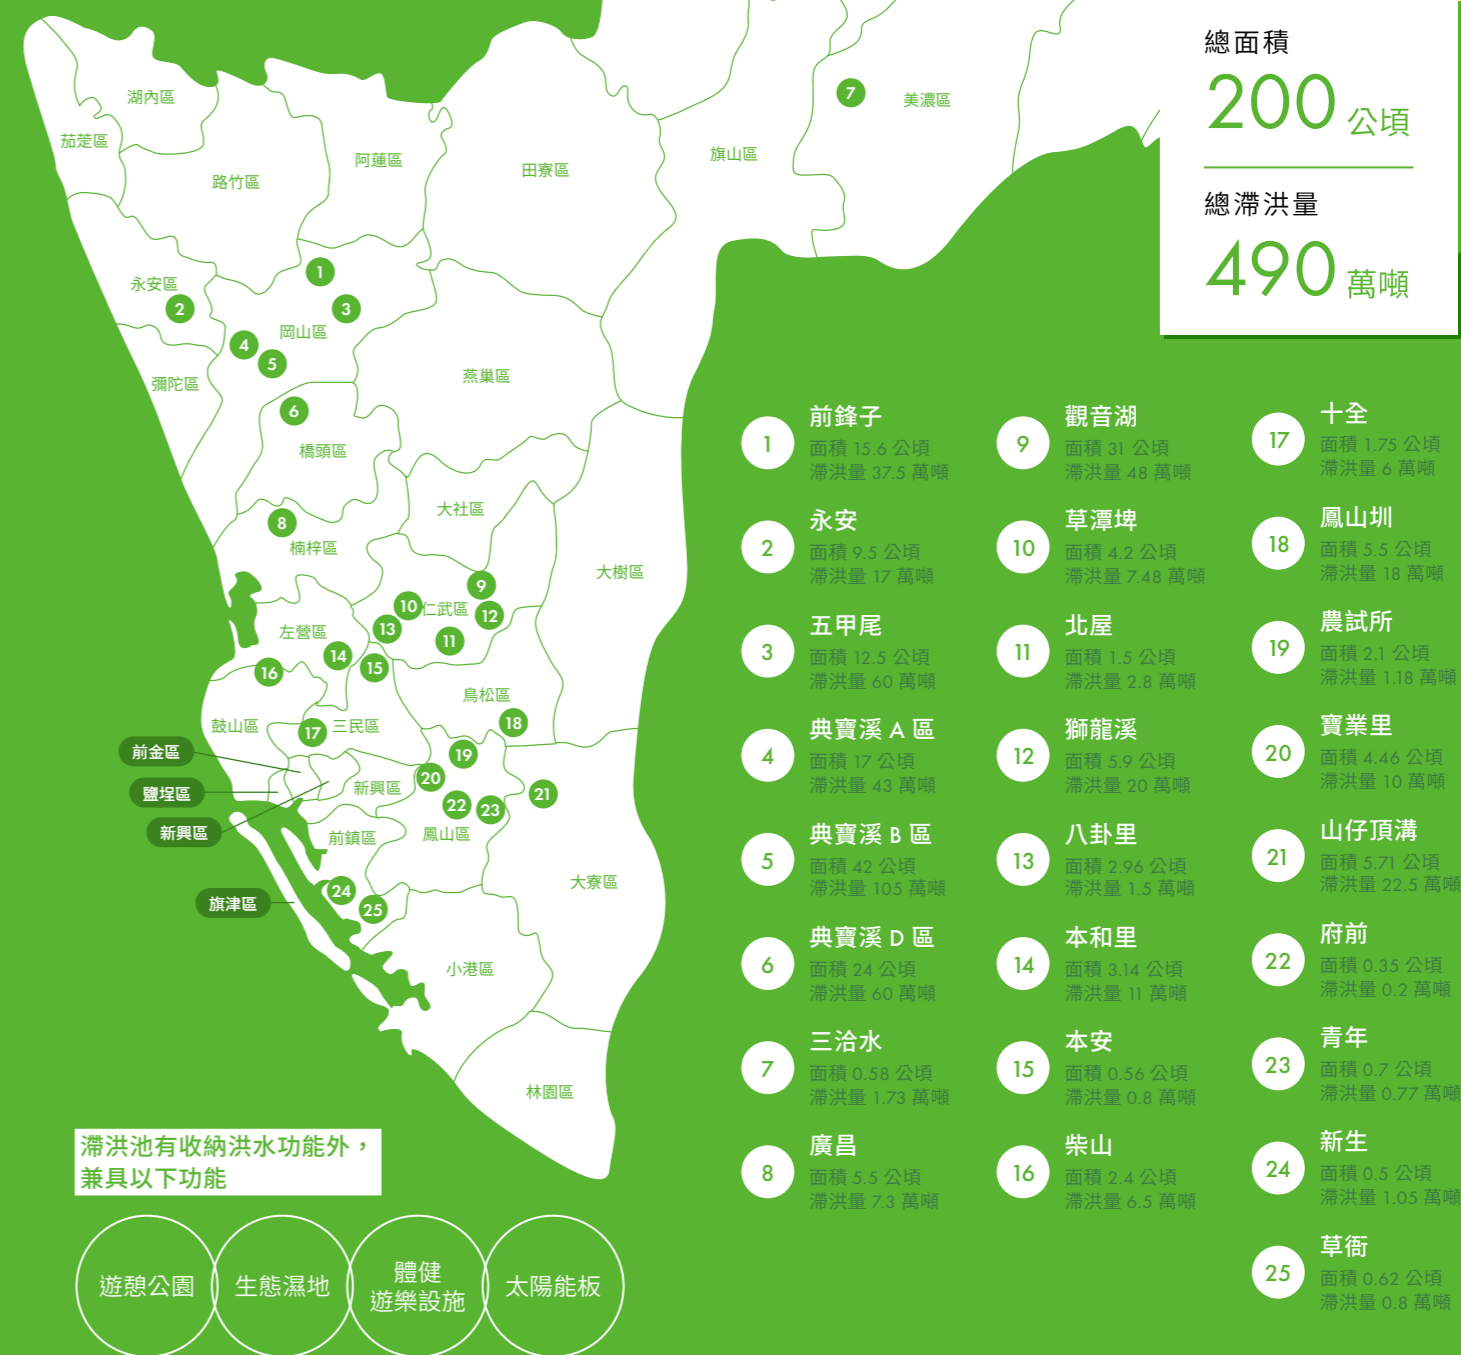 總面積
200 公頃
總滯洪量
490 萬噸
湖內區
茄萣區
路竹區
阿蓮區
田寮區
旗山區
7
美濃區
永安區
2
1
3
岡山區
4
5
彌陀區
燕巢區
6
橋頭區
8
楠梓區
大社區
大樹區
9
10
仁武區
12
13
11
左營區
14
15
16
鳥松區
18
鼓山區
17
三民區
19
前金區
20
新興區
21
鹽埕區
22
23
新興區
前鎮區
鳳山區
大寮區
24
旗津區
25
小港區
林園區
1
前鋒子
面積 15.6 公頃
滯洪量 37.5 萬噸
2
永安
面積 9.5 公頃
滯洪量 17 萬噸
3
五甲尾
面積 12.5 公頃
滯洪量 60 萬噸
4
典寶溪 A 區
面積 17 公頃
滯洪量 43 萬噸
5
典寶溪 B 區
面積 42 公頃
滯洪量 105 萬噸
6
典寶溪 D 區
面積 24 公頃
滯洪量 60 萬噸
7
三洽水
面積 0.58 公頃
滯洪量 1.73 萬噸
8
廣昌
面積 5.5 公頃
滯洪量 7.3 萬噸
9
觀音湖
面積 31 公頃
滯洪量 48 萬噸
10
草潭埤
面積 4.2 公頃
滯洪量 7.48 萬噸
11
北屋
面積 1.5 公頃
滯洪量 2.8 萬噸
12
獅龍溪
面積 5.9 公頃
滯洪量 20 萬噸
13
八卦里
面積 2.96 公頃
滯洪量 1.5 萬噸
14
本和里
面積 3.14 公頃
滯洪量 11 萬噸
15
本安
面積 0.56 公頃
滯洪量 0.8 萬噸
16
柴山
面積 2.4 公頃
滯洪量 6.5 萬噸
17
十全
面積 1.75 公頃
滯洪量 6 萬噸
18
鳳山圳
面積 5.5 公頃
滯洪量 18 萬噸
19
農試所
面積 2.1 公頃
滯洪量 1.18 萬噸
20
寶業里
面積 4.46 公頃
滯洪量 10 萬噸
21
山仔頂溝
面積 5.71 公頃
滯洪量 22.5 萬噸
22
府前
面積 0.35 公頃
滯洪量 0.2 萬噸
23
青年
面積 0.7 公頃
滯洪量 0.77 萬噸
24
新生
面積 0.5 公頃
滯洪量 1.05 萬噸
25
草衙
面積 0.62 公頃
滯洪量 0.8 萬噸
滯洪池有收納洪水功能外，
兼具以下功能
遊憩公園
生態濕地
體健
遊樂設施
太陽能板